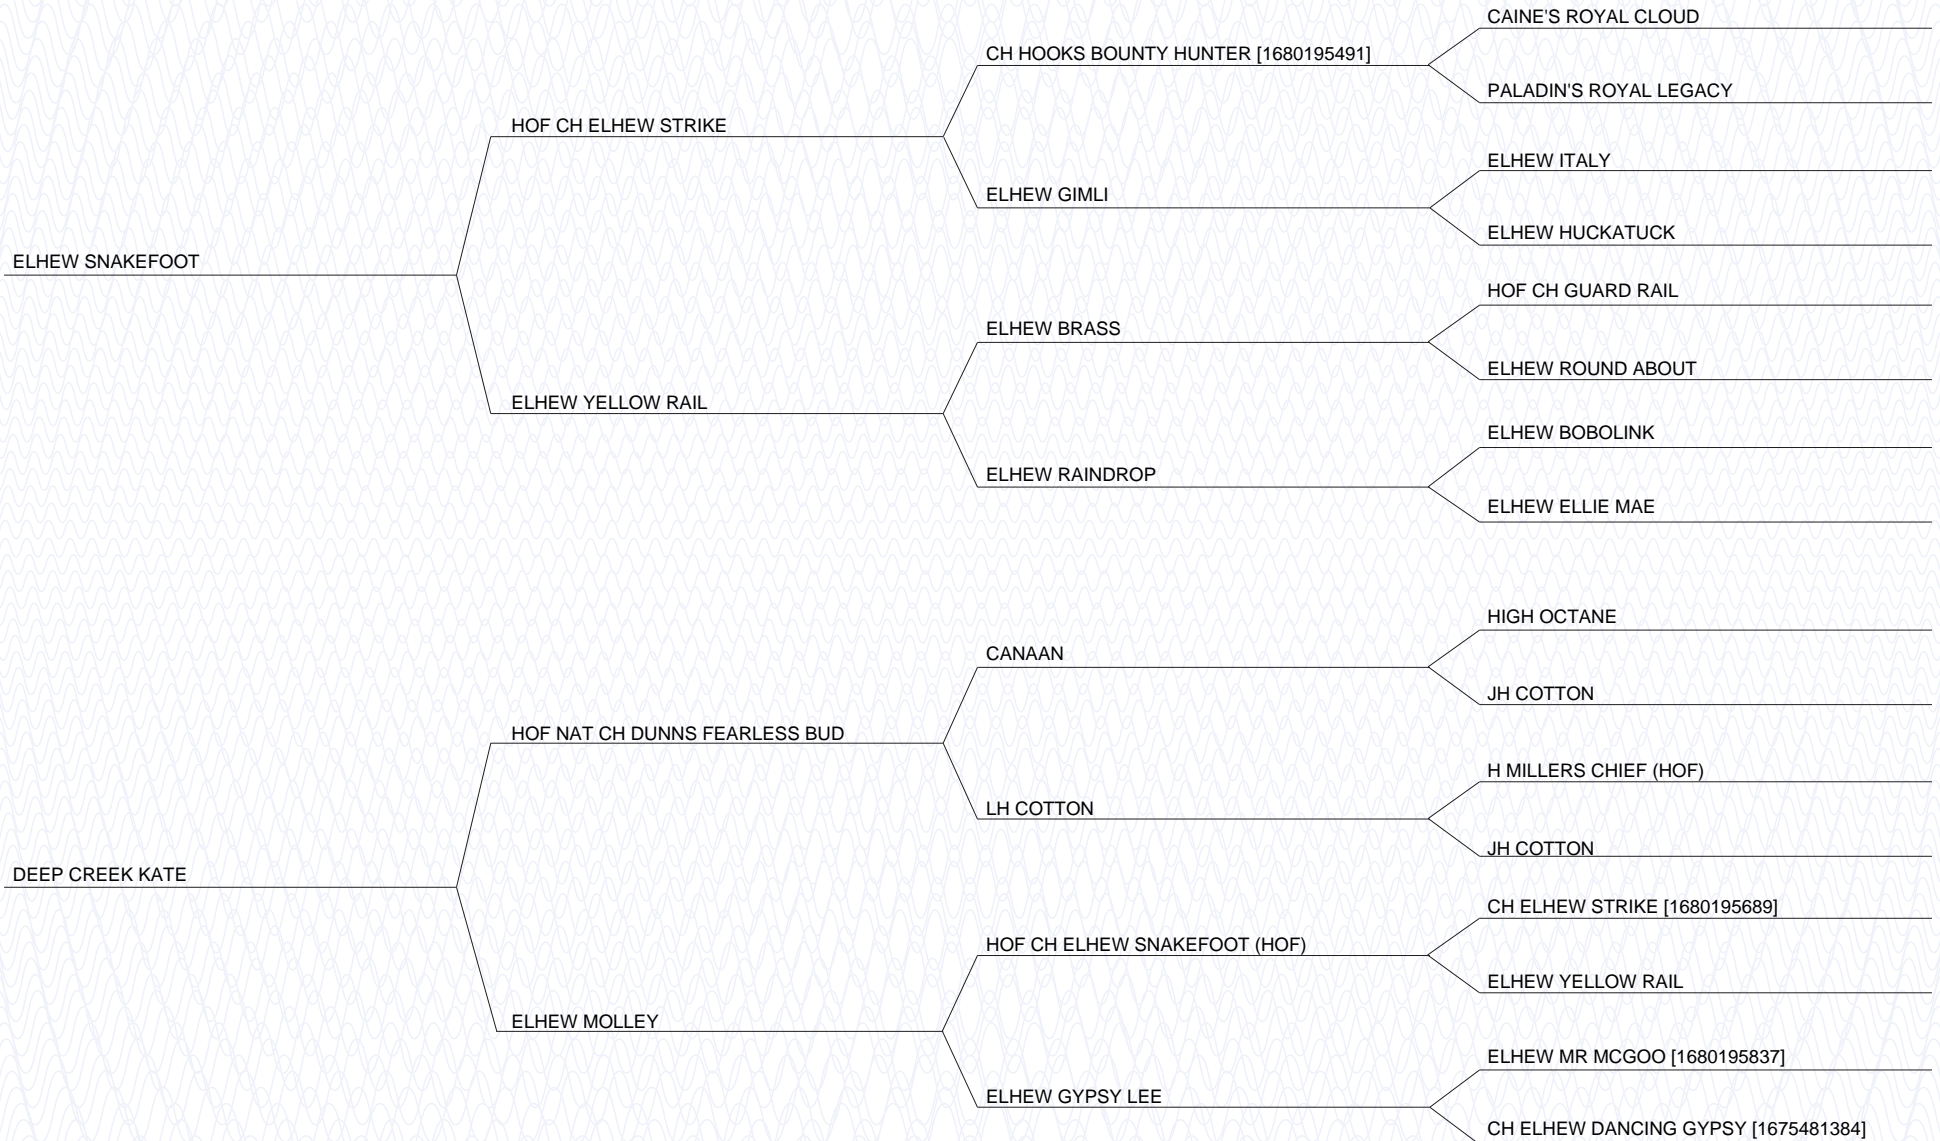 CAINE'S ROYAL CLOUD
CH HOOKS BOUNTY HUNTER [1680195491]
PALADIN'S ROYAL LEGACY
HOF CH ELHEW STRIKE
ELHEW ITALY
ELHEW GIMLI
ELHEW HUCKATUCK
ELHEW SNAKEFOOT
HOF CH GUARD RAIL
ELHEW BRASS
ELHEW ROUND ABOUT
ELHEW YELLOW RAIL
ELHEW BOBOLINK
ELHEW RAINDROP
ELHEW ELLIE MAE
HIGH OCTANE
CANAAN
JH COTTON
HOF NAT CH DUNNS FEARLESS BUD
H MILLERS CHIEF (HOF)
LH COTTON
JH COTTON
DEEP CREEK KATE
CH ELHEW STRIKE [1680195689]
HOF CH ELHEW SNAKEFOOT (HOF)
ELHEW YELLOW RAIL
ELHEW MOLLEY
ELHEW MR MCGOO [1680195837]
ELHEW GYPSY LEE
CH ELHEW DANCING GYPSY [1675481384]